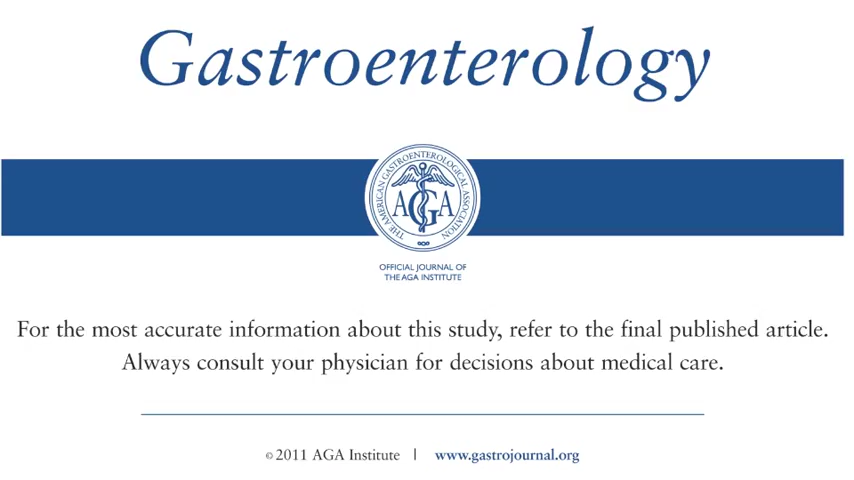 Gastroenterology
THE AMERICAN GASTROENTEROLOGICAL ASSOCIATION
AGA
OFFICIAL JOURNAL OF
THE AGA INSTITUTE
For the most accurate information about this study, refer to the final published article.
Always consult your physician for decisions about medical care.
© 2011 AGA Institute | www.gastrojournal.org